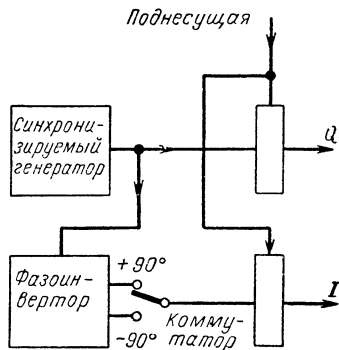 Поднесущая
Синхрони-
зируемый
генератор
Q
Фазоин-
вертор
+90°
-90°
Комму-
татор
I